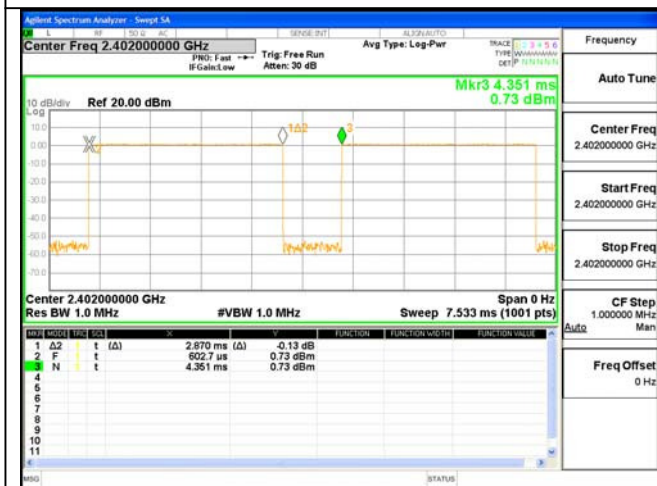 Agilent Spectrum Analyzer - Swept SA
L RF 50 Ω AC SENSE:INT ALIGNAUTO
Center Freq 2.402000000 GHz
PNO: Fast
IFGain:Low
Trig: Free Run
Atten: 30 dB
Avg Type: Log-Pwr
TRACE 1 2 3 4 5 6
TYPE
DET P N N N N N
Mkr3 4.351 ms
0.73 dBm
10 dB/div
Log
Ref 20.00 dBm
10.0
0.00
-10.0
-20.0
-30.0
-40.0
-50.0
-60.0
-70.0
X2
1Δ2
3
Center 2.402000000 GHz
Span 0 Hz
Res BW 1.0 MHz
#VBW 1.0 MHz
Sweep 7.533 ms (1001 pts)
MKR MODE TRC SCL X Y FUNCTION FUNCTION WIDTH FUNCTION VALUE
1 Δ2 1 t (Δ) 2.870 ms (Δ) -0.13 dB
2 F 1 t 602.7 us 0.73 dBm
3 N 1 t 4.351 ms 0.73 dBm
4
5
6
7
8
9
10
11
MSG
STATUS
Frequency
Auto Tune
Center Freq
2.402000000 GHz
Start Freq
2.402000000 GHz
Stop Freq
2.402000000 GHz
CF Step
1.000000 MHz
Auto Man
Freq Offset
0 Hz